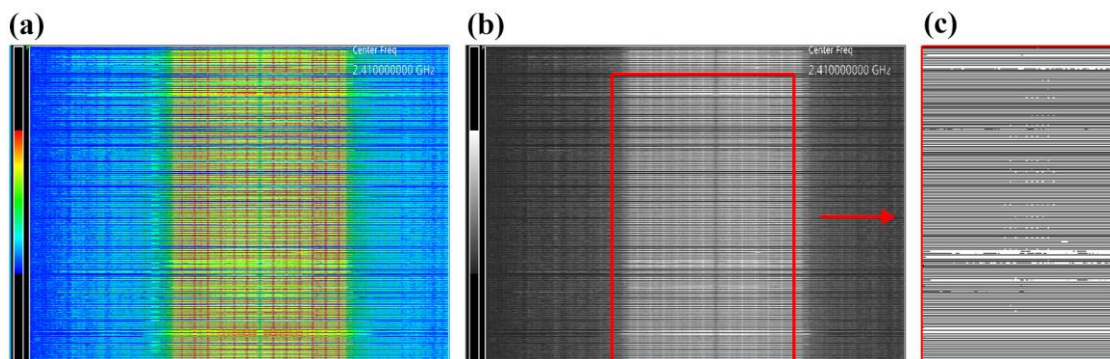 (a)
(b)
(c)
Center Freq
2.410000000 GHz
Center Freq
2.410000000 GHz